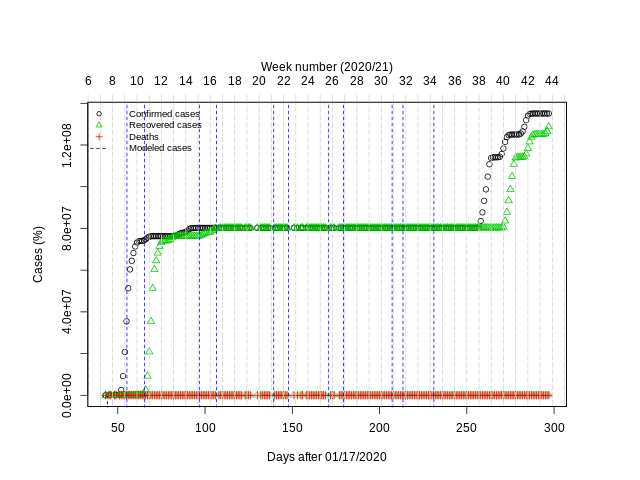 Week number (2020/21)
6 8 10 12 14 16 18 20 22 24 26 28 30 32 34 36 38 40 42 44
Confirmed cases
Recovered cases
Deaths
Modeled cases
Cases (%)
1.2e+08
8.0e+07
4.0e+07
0.0e+00
50 100 150 200 250 300
Days after 01/17/2020